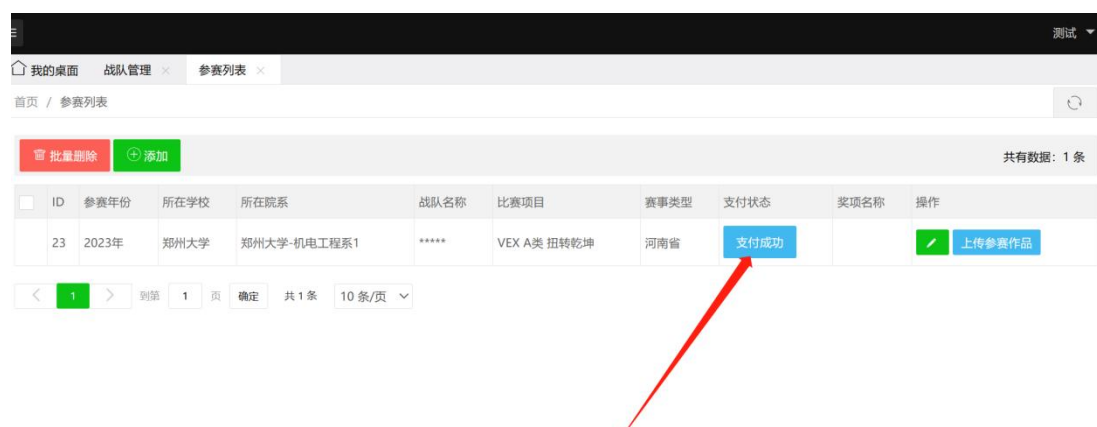 测试
我的桌面 战队管理 参赛列表
首页 / 参赛列表
批量删除 添加 共有数据：1 条
ID 参赛年份 所在学校 所在院系 战队名称 比赛项目 赛事类型 支付状态 奖项名称 操作
23 2023年 郑州大学 郑州大学-机电工程系1 ***** VEX A类 扭转乾坤 河南省 支付成功 上传参赛作品
1 到第 1 页 确定 共 1 条 10 条/页